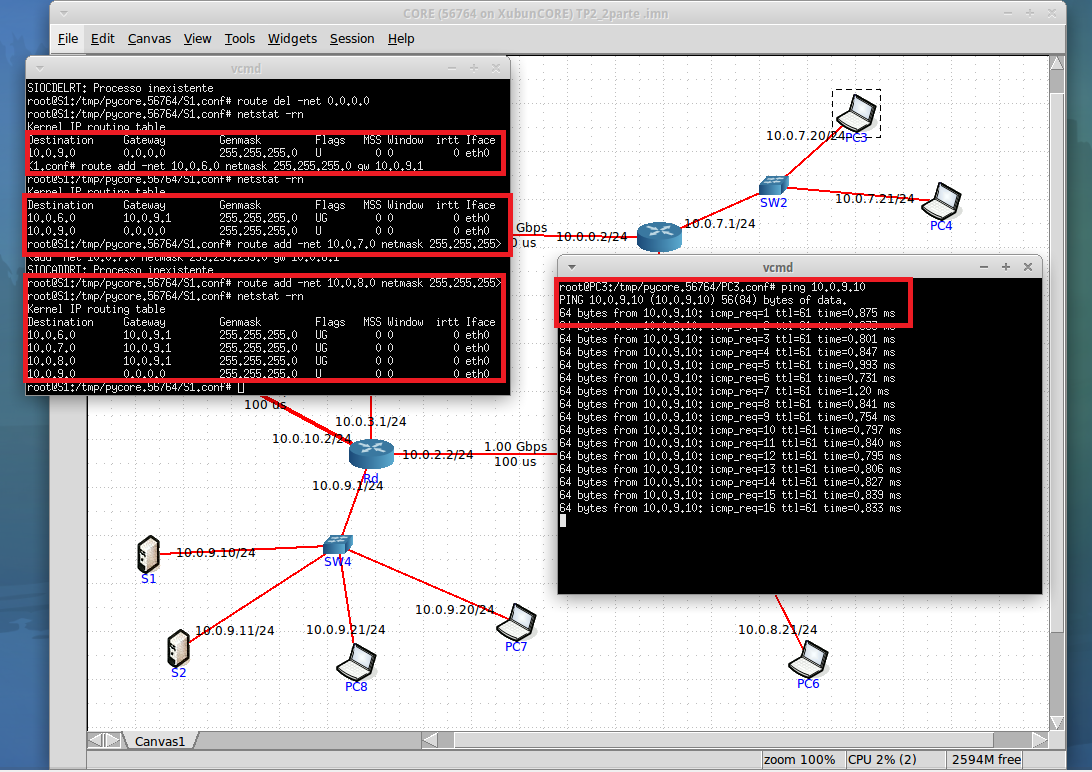 CORE (56764 on XubunCORE) TP2_2parte .imn
File Edit Canvas View Tools Widgets Session Help
vcmd
SIOCDELRT: Processo inexistente
root@S1:/tmp/pycore.56764/S1.conf# route del -net 0.0.0.0
root@S1:/tmp/pycore.56764/S1.conf# netstat -rn
Kernel IP routing table
Destination Gateway Genmask Flags MSS Window irtt Iface
10.0.9.0 0.0.0.0 255.255.255.0 U 0 0 0 eth0
<1.conf# route add -net 10.0.6.0 netmask 255.255.255.0 gw 10.0.9.1
root@S1:/tmp/pycore.56764/S1.conf# netstat -rn
Kernel IP routing table
Destination Gateway Genmask Flags MSS Window irtt Iface
10.0.6.0 10.0.9.1 255.255.255.0 UG 0 0 0 eth0
10.0.9.0 0.0.0.0 255.255.255.0 U 0 0 0 eth0
root@S1:/tmp/pycore.56764/S1.conf# route add -net 10.0.7.0 netmask 255.255.255>
<add -net 10.0.7.0 netmask 255.255.255.0 gw 10.0.8.1
SIOCADDRT: Processo inexistente
root@S1:/tmp/pycore.56764/S1.conf# route add -net 10.0.8.0 netmask 255.255.255>
root@S1:/tmp/pycore.56764/S1.conf# netstat -rn
Kernel IP routing table
Destination Gateway Genmask Flags MSS Window irtt Iface
10.0.6.0 10.0.9.1 255.255.255.0 UG 0 0 0 eth0
10.0.7.0 10.0.9.1 255.255.255.0 UG 0 0 0 eth0
10.0.8.0 10.0.9.1 255.255.255.0 UG 0 0 0 eth0
10.0.9.0 0.0.0.0 255.255.255.0 U 0 0 0 eth0
root@S1:/tmp/pycore.56764/S1.conf#
10.0.7.20/24
PC3
SW2
10.0.7.21/24
PC4
10.0.7.1/24
Gbps
0 us
10.0.0.2/24
vcmd
root@PC3:/tmp/pycore.56764/PC3.conf# ping 10.0.9.10
PING 10.0.9.10 (10.0.9.10) 56(84) bytes of data.
64 bytes from 10.0.9.10: icmp_req=1 ttl=61 time=0.875 ms
64 bytes from 10.0.9.10: icmp_req=3 ttl=61 time=0.801 ms
64 bytes from 10.0.9.10: icmp_req=4 ttl=61 time=0.847 ms
64 bytes from 10.0.9.10: icmp_req=5 ttl=61 time=0.993 ms
64 bytes from 10.0.9.10: icmp_req=6 ttl=61 time=0.731 ms
64 bytes from 10.0.9.10: icmp_req=7 ttl=61 time=1.20 ms
64 bytes from 10.0.9.10: icmp_req=8 ttl=61 time=0.841 ms
64 bytes from 10.0.9.10: icmp_req=9 ttl=61 time=0.754 ms
64 bytes from 10.0.9.10: icmp_req=10 ttl=61 time=0.797 ms
64 bytes from 10.0.9.10: icmp_req=11 ttl=61 time=0.840 ms
64 bytes from 10.0.9.10: icmp_req=12 ttl=61 time=0.795 ms
64 bytes from 10.0.9.10: icmp_req=13 ttl=61 time=0.806 ms
64 bytes from 10.0.9.10: icmp_req=14 ttl=61 time=0.827 ms
64 bytes from 10.0.9.10: icmp_req=15 ttl=61 time=0.839 ms
64 bytes from 10.0.9.10: icmp_req=16 ttl=61 time=0.833 ms
100 us
10.0.3.1/24
10.0.10.2/24
10.0.2.2/24
1.00 Gbps
100 us
Rd
10.0.9.1/24
10.0.9.10/24
S1
SW4
10.0.9.20/24
PC7
10.0.9.11/24
S2
10.0.9.21/24
PC8
10.0.8.21/24
PC6
Canvas1
zoom 100% CPU 2% (2) 2594M free